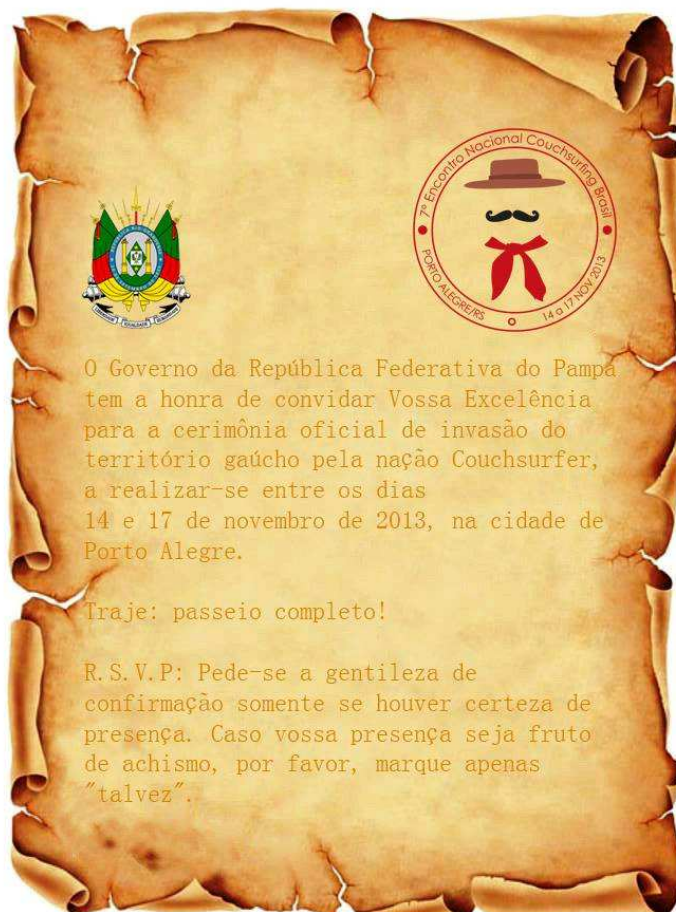 7º Encontro Nacional Couchsurfing Brasil
PORTO ALEGRE/RS
14 a 17 NOV 2013
O Governo da República Federativa do Pampa
tem a honra de convidar Vossa Excelência
para a cerimônia oficial de invasão do
território gaúcho pela nação Couchsurfer,
a realizar-se entre os dias
14 e 17 de novembro de 2013, na cidade de
Porto Alegre.
Traje: passeio completo!
R.S.V.P: Pede-se a gentileza de
confirmação somente se houver certeza de
presença. Caso vossa presença seja fruto
de achismo, por favor, marque apenas
"talvez".